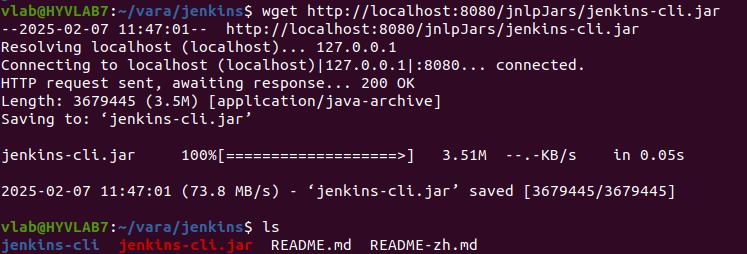 vlab@HYVLAB7:~/vara/jenkins$ wget http://localhost:8080/jnlpJars/jenkins-cli.jar
--2025-02-07 11:47:01--  http://localhost:8080/jnlpJars/jenkins-cli.jar
Resolving localhost (localhost)... 127.0.0.1
Connecting to localhost (localhost)|127.0.0.1|:8080... connected.
HTTP request sent, awaiting response... 200 OK
Length: 3679445 (3.5M) [application/java-archive]
Saving to: ‘jenkins-cli.jar’
jenkins-cli.jar     100%[===================>]   3.51M  --.-KB/s    in 0.05s
2025-02-07 11:47:01 (73.8 MB/s) - ‘jenkins-cli.jar’ saved [3679445/3679445]
vlab@HYVLAB7:~/vara/jenkins$ ls
jenkins-cli  jenkins-cli.jar  README.md  README-zh.md